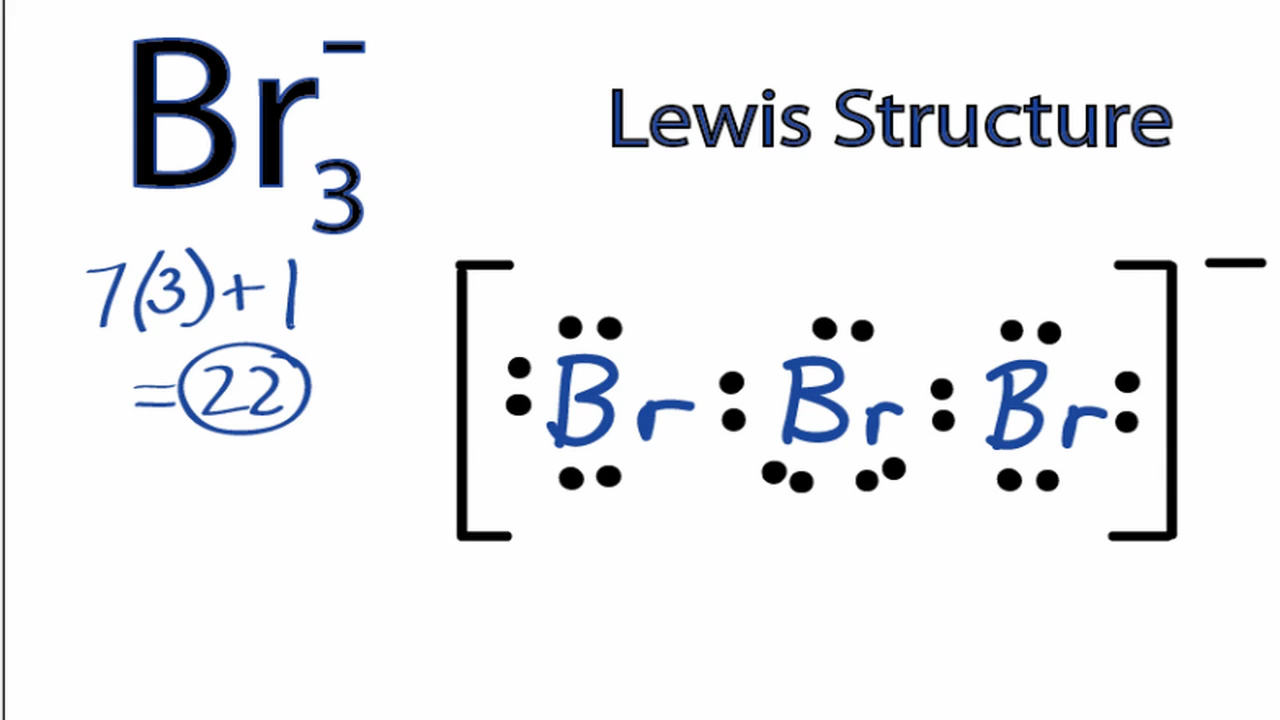 Br₃⁻
Lewis Structure
7(3)+1
=22
[:Br:Br:Br:]⁻